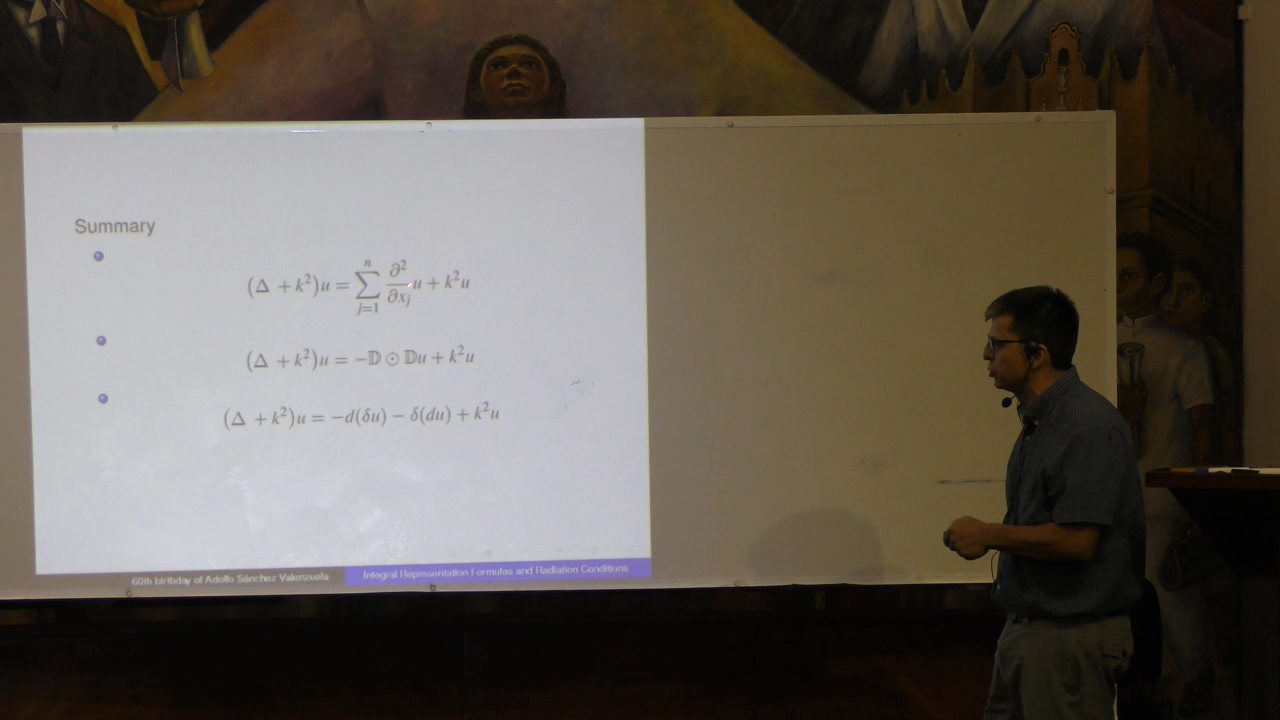 Summary
(Δ + k²)u = ∑_{j=1}^{n} ∂²/∂x_j u + k²u
(Δ + k²)u = −𝔻 ⊙ 𝔻u + k²u
(Δ + k²)u = −d(δu) − δ(du) + k²u
60th birthday of Adolfo Sánchez Valenzuela
Integral Representation Formulas and Radiation Conditions